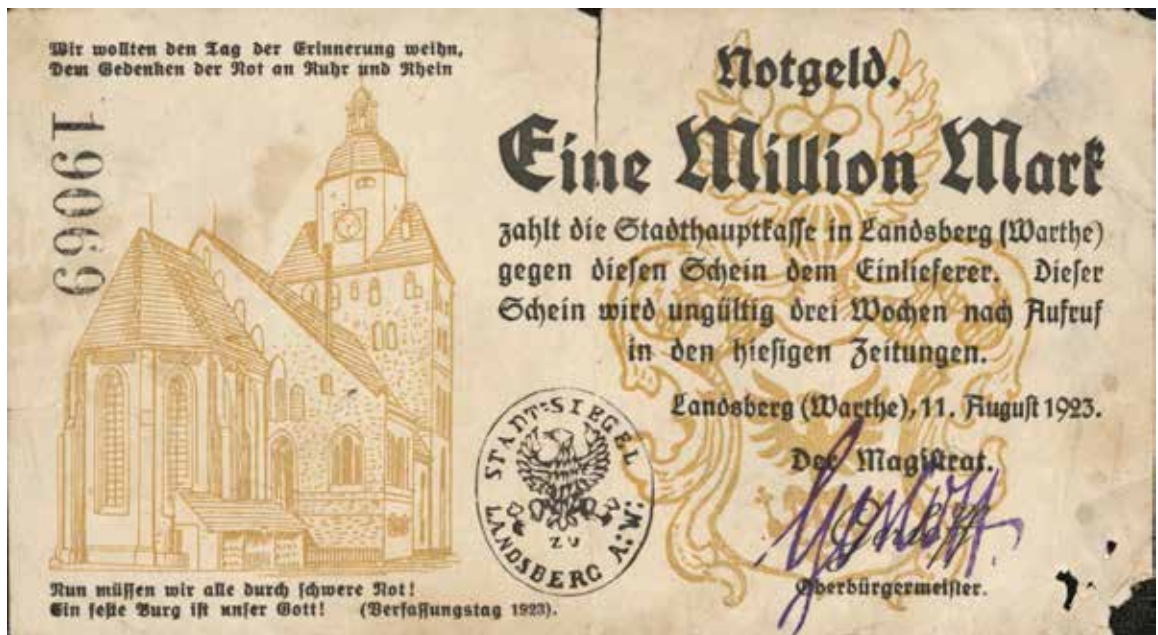 Wir wollten den Tag der Erinnerung weihn,
Dem Gedenken der Not an Ruhr und Rhein
19069
Notgeld.
Eine Million Mark
zahlt die Stadthauptkasse in Landsberg (Warthe)
gegen diesen Schein dem Einlieferer. Dieser
Schein wird ungültig drei Wochen nach Aufruf
in den hiesigen Zeitungen.
Landsberg (Warthe), 11. August 1923.
Der Magistrat.
Oberbürgermeister.
STADT=SIEGEL
ZU
LANDSBERG A:W:
Nun müssen wir alle durch schwere Not!
Ein feste Burg ist unser Gott! (Verfassungstag 1923).